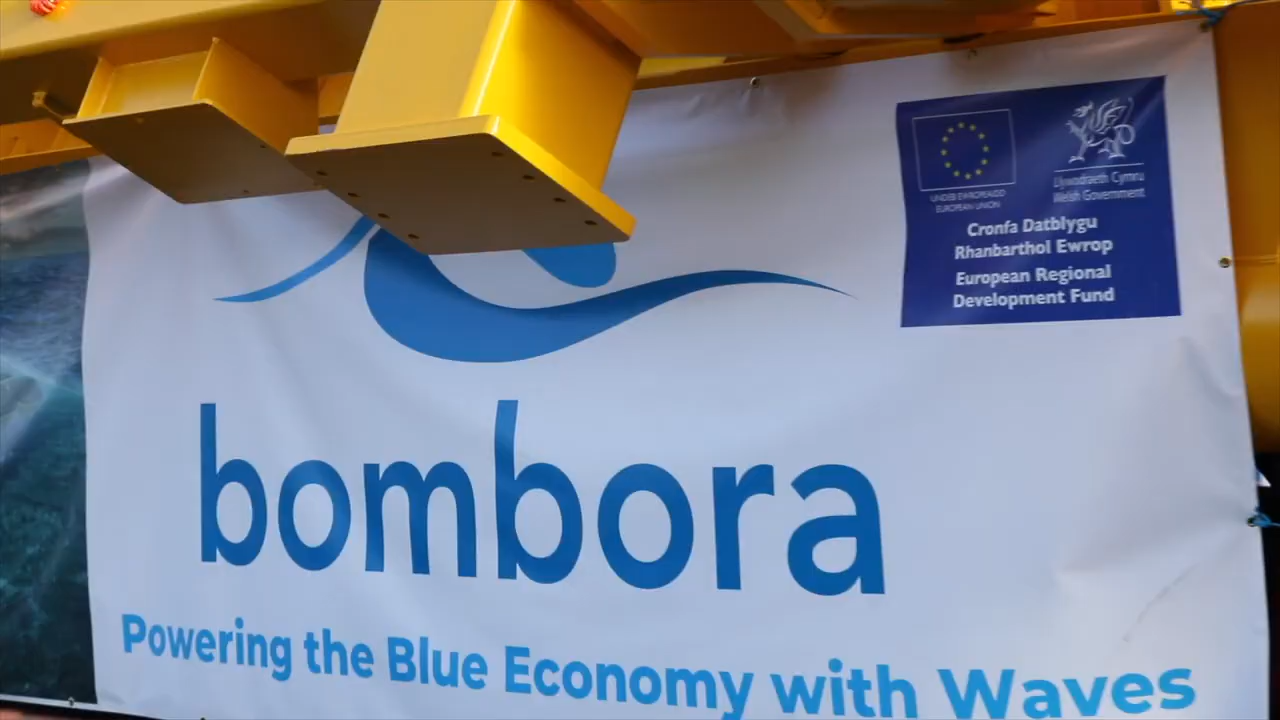 UNDEB EWROPEAIDD
EUROPEAN UNION
Llywodraeth Cymru
Welsh Government
Cronfa Datblygu
Rhanbarthol Ewrop
European Regional
Development Fund
bombora
Powering the Blue Economy with Waves